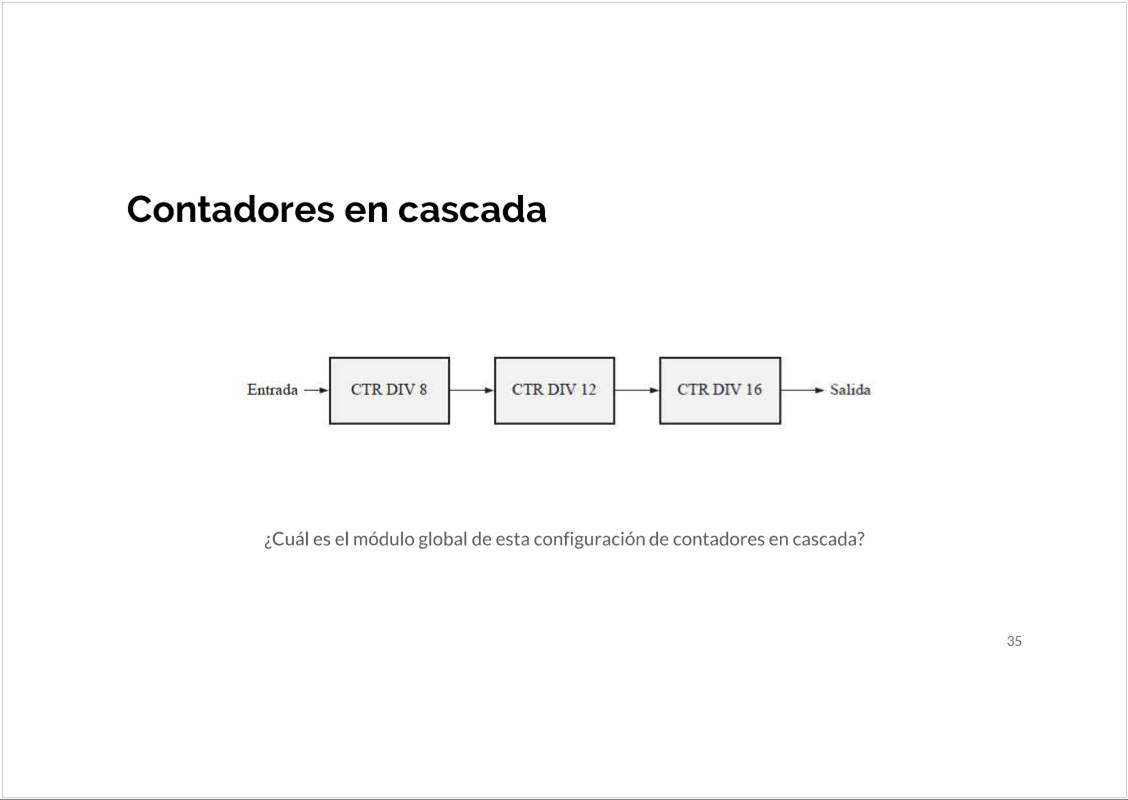 Contadores en cascada
Entrada CTR DIV 8 CTR DIV 12 CTR DIV 16 Salida
¿Cuál es el módulo global de esta configuración de contadores en cascada?
35